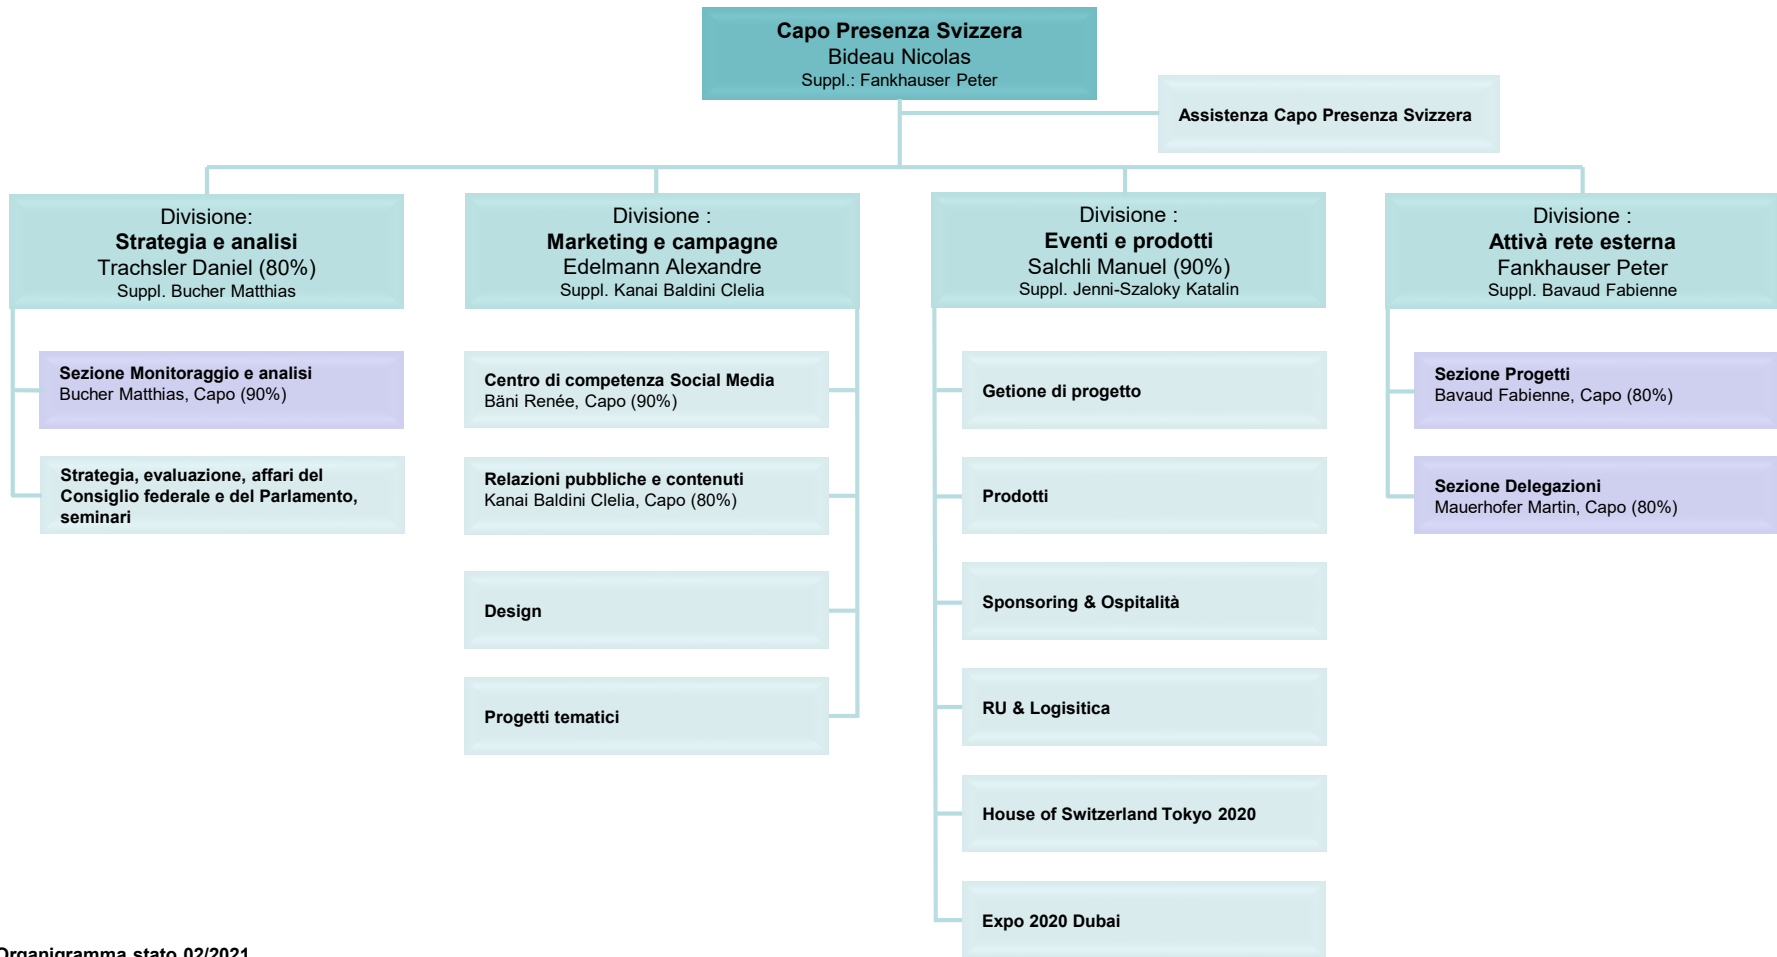 Capo Presenza Svizzera
Bideau Nicolas
Suppl.: Fankhauser Peter
Assistenza Capo Presenza Svizzera
Divisione:
Strategia e analisi
Trachsler Daniel (80%)
Suppl. Bucher Matthias
Divisione :
Marketing e campagne
Edelmann Alexandre
Suppl. Kanai Baldini Clelia
Divisione :
Eventi e prodotti
Salchli Manuel (90%)
Suppl. Jenni-Szaloky Katalin
Divisione :
Attivà rete esterna
Fankhauser Peter
Suppl. Bavaud Fabienne
Sezione Monitoraggio e analisi
Bucher Matthias, Capo (90%)
Strategia, evaluazione, affari del
Consiglio federale e del Parlamento,
seminari
Centro di competenza Social Media
Bäni Renée, Capo (90%)
Relazioni pubbliche e contenuti
Kanai Baldini Clelia, Capo (80%)
Design
Progetti tematici
Getione di progetto
Prodotti
Sponsoring & Ospitalità
RU & Logisitica
House of Switzerland Tokyo 2020
Expo 2020 Dubai
Sezione Progetti
Bavaud Fabienne, Capo (80%)
Sezione Delegazioni
Mauerhofer Martin, Capo (80%)
Organigramma stato 02/2021